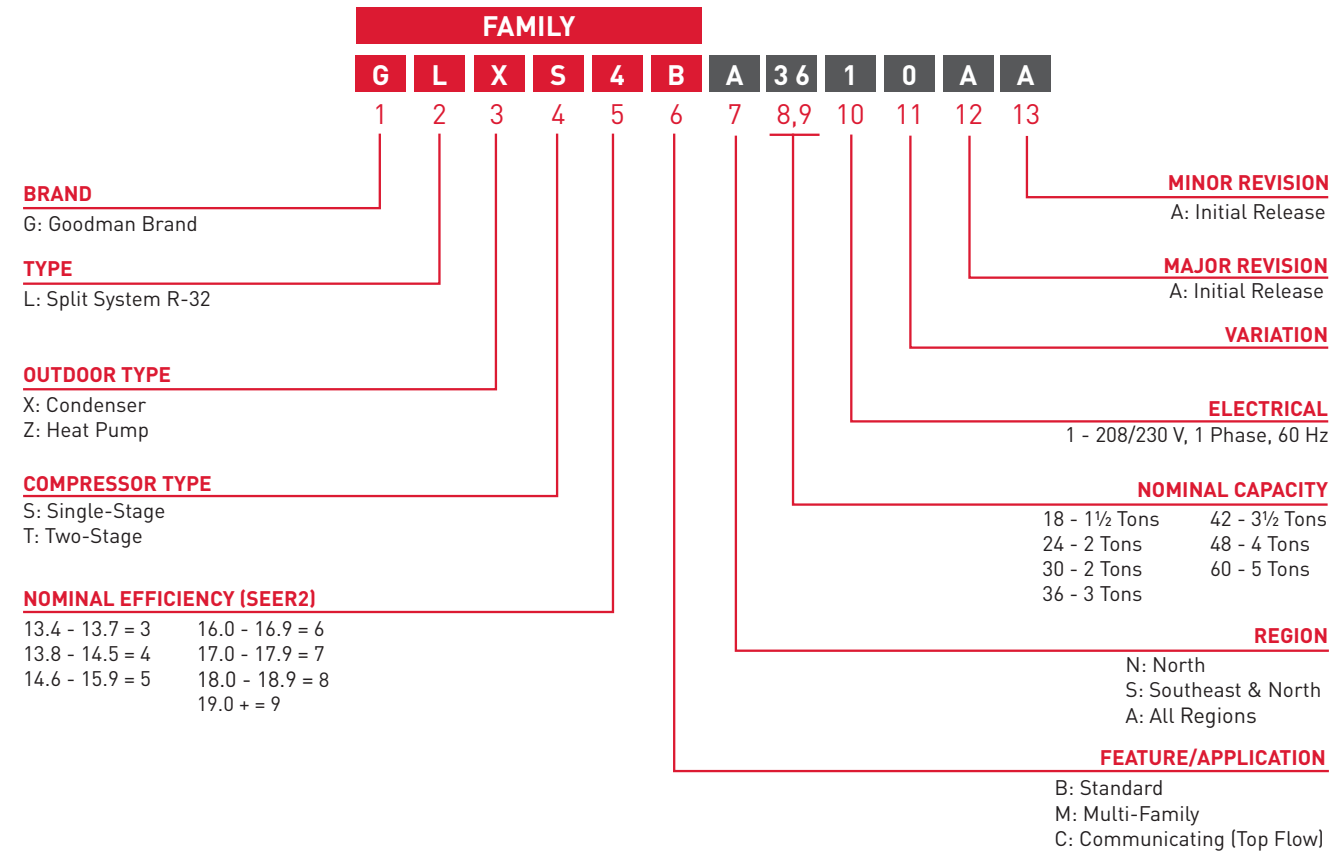 FAMILY
G L X S 4 B A 36 1 0 A A
1 2 3 4 5 6 7 8,9 10 11 12 13
BRAND
G: Goodman Brand
TYPE
L: Split System R-32
OUTDOOR TYPE
X: Condenser
Z: Heat Pump
COMPRESSOR TYPE
S: Single-Stage
T: Two-Stage
NOMINAL EFFICIENCY (SEER2)
13.4 - 13.7 = 3
13.8 - 14.5 = 4
14.6 - 15.9 = 5
16.0 - 16.9 = 6
17.0 - 17.9 = 7
18.0 - 18.9 = 8
19.0 + = 9
MINOR REVISION
A: Initial Release
MAJOR REVISION
A: Initial Release
VARIATION
ELECTRICAL
1 - 208/230 V, 1 Phase, 60 Hz
NOMINAL CAPACITY
18 - 1½ Tons
24 - 2 Tons
30 - 2 Tons
36 - 3 Tons
42 - 3½ Tons
48 - 4 Tons
60 - 5 Tons
REGION
N: North
S: Southeast & North
A: All Regions
FEATURE/APPLICATION
B: Standard
M: Multi-Family
C: Communicating (Top Flow)